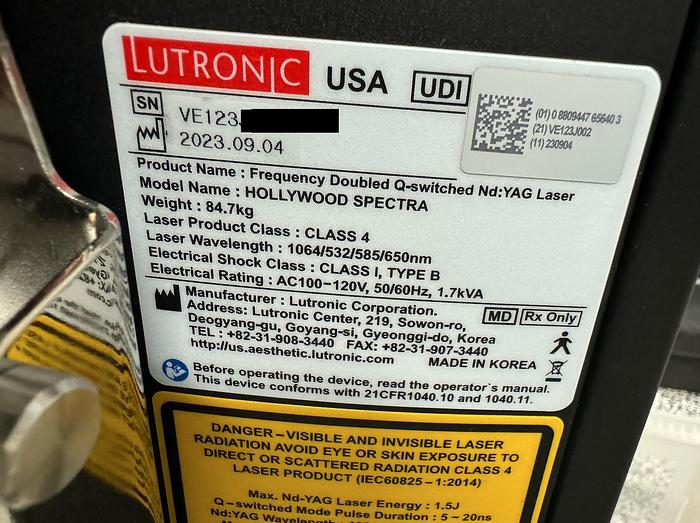 LUTRONIC USA UDI
(01) 0 8809447 65640 3
(21) VE123J002
(11) 230904
SN VE123
2023.09.04
Product Name : Frequency Doubled Q-switched Nd:YAG Laser
Model Name : HOLLYWOOD SPECTRA
Weight : 84.7kg
Laser Product Class : CLASS 4
Laser Wavelength : 1064/532/585/650nm
Electrical Shock Class : CLASS I, TYPE B
Electrical Rating : AC100-120V, 50/60Hz, 1.7kVA
Manufacturer : Lutronic Corporation.
MD Rx Only
Address: Lutronic Center, 219, Sowon-ro,
Deogyang-gu, Goyang-si, Gyeonggi-do, Korea
TEL : +82-31-908-3440 FAX: +82-31-907-3440
http://us.aesthetic.lutronic.com MADE IN KOREA
Before operating the device, read the operator`s manual.
This device conforms with 21CFR1040.10 and 1040.11.
DANGER-VISIBLE AND INVISIBLE LASER
RADIATION AVOID EYE OR SKIN EXPOSURE TO
DIRECT OR SCATTERED RADIATION CLASS 4
LASER PRODUCT (IEC60825-1:2014)
Max. Nd-YAG Laser Energy : 1.5J
Q-switched Mode Pulse Duration : 5~20ns
Nd:YAG Wavelength :